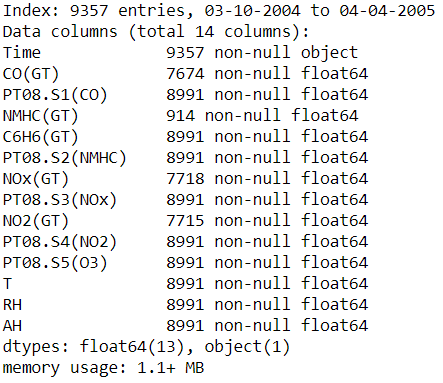 Index: 9357 entries, 03-10-2004 to 04-04-2005
Data columns (total 14 columns):
Time             9357 non-null object
CO(GT)           7674 non-null float64
PT08.S1(CO)      8991 non-null float64
NMHC(GT)         914 non-null float64
C6H6(GT)         8991 non-null float64
PT08.S2(NMHC)    8991 non-null float64
NOx(GT)          7718 non-null float64
PT08.S3(NOx)     8991 non-null float64
NO2(GT)          7715 non-null float64
PT08.S4(NO2)     8991 non-null float64
PT08.S5(O3)      8991 non-null float64
T                8991 non-null float64
RH               8991 non-null float64
AH               8991 non-null float64
dtypes: float64(13), object(1)
memory usage: 1.1+ MB